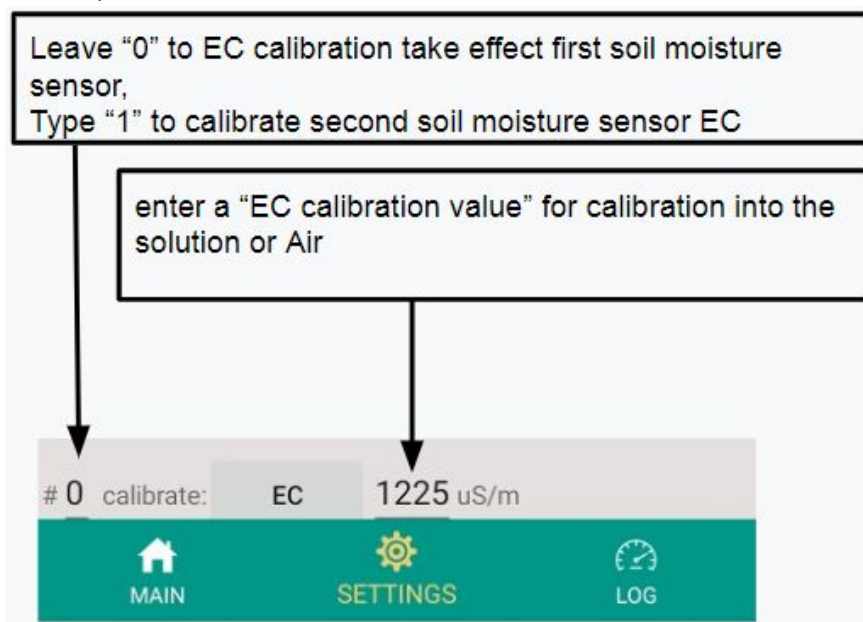 Leave “0” to EC calibration take effect first soil moisture
sensor,
Type “1” to calibrate second soil moisture sensor EC
enter a “EC calibration value” for calibration into the
solution or Air
# 0 calibrate: EC 1225 uS/m
MAIN SETTINGS LOG